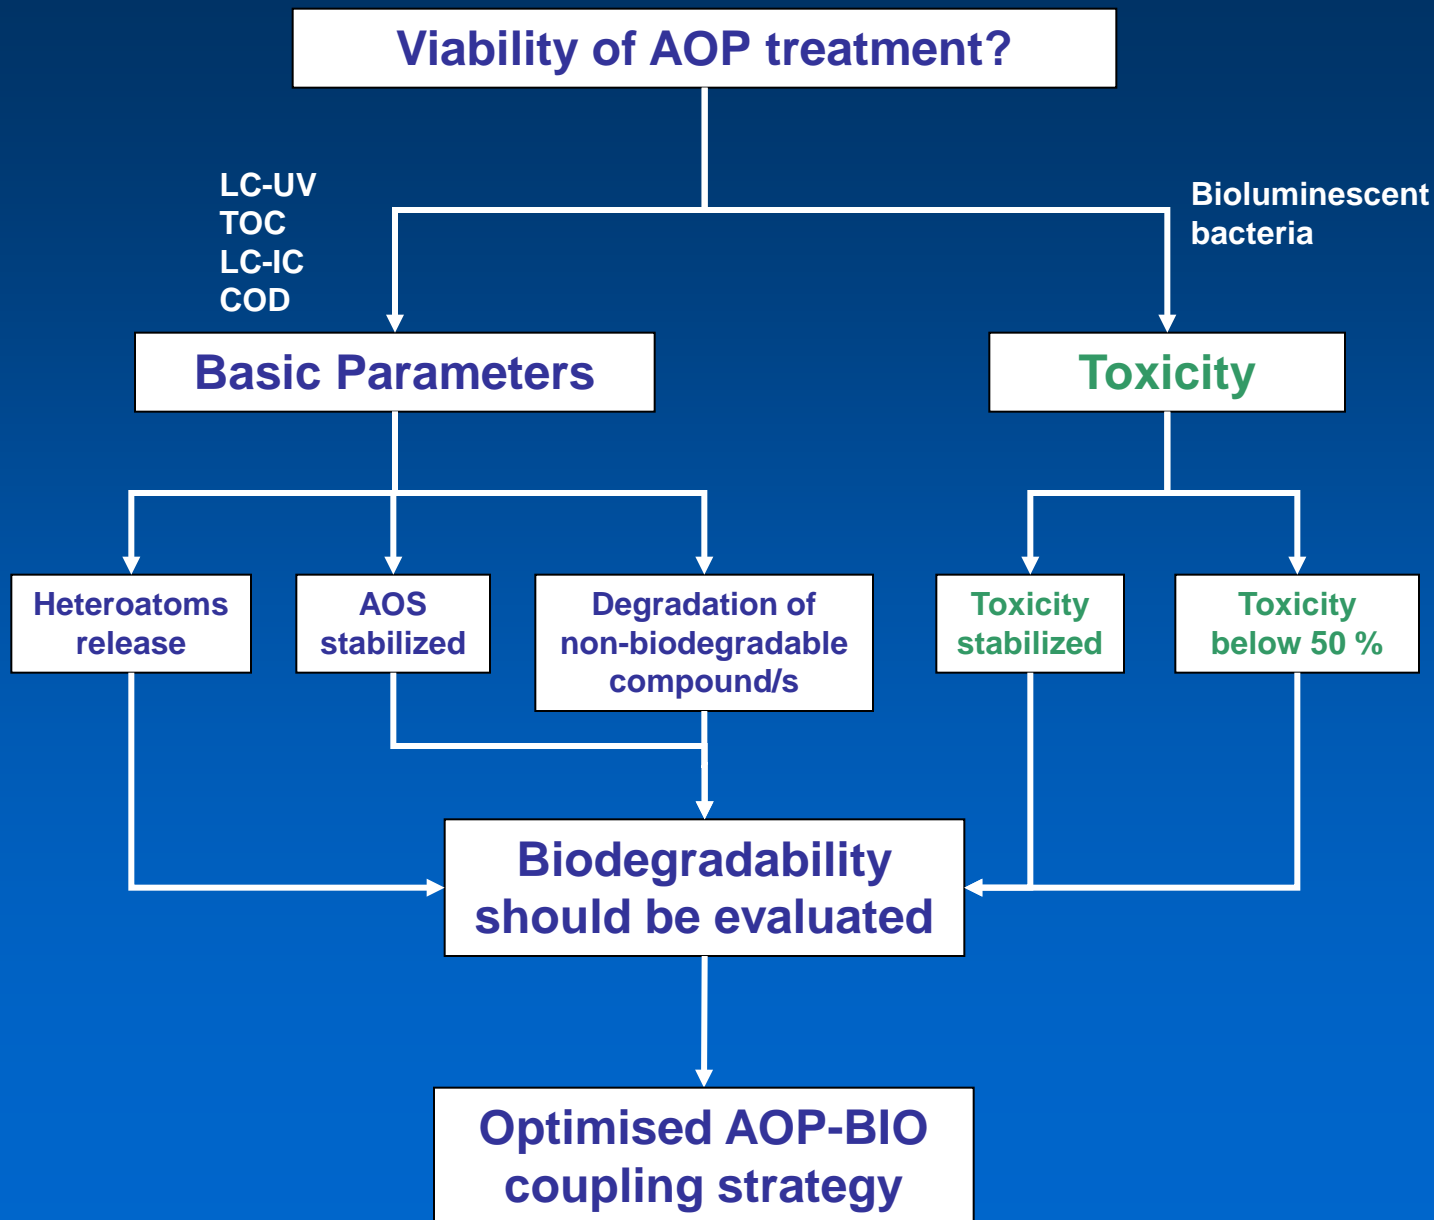 Viability of AOP treatment?
LC-UV
TOC
LC-IC
COD
Bioluminescent
bacteria
Basic Parameters
Toxicity
Heteroatoms
release
AOS
stabilized
Degradation of
non-biodegradable
compound/s
Toxicity
stabilized
Toxicity
below 50 %
Biodegradability
should be evaluated
Optimised AOP-BIO
coupling strategy